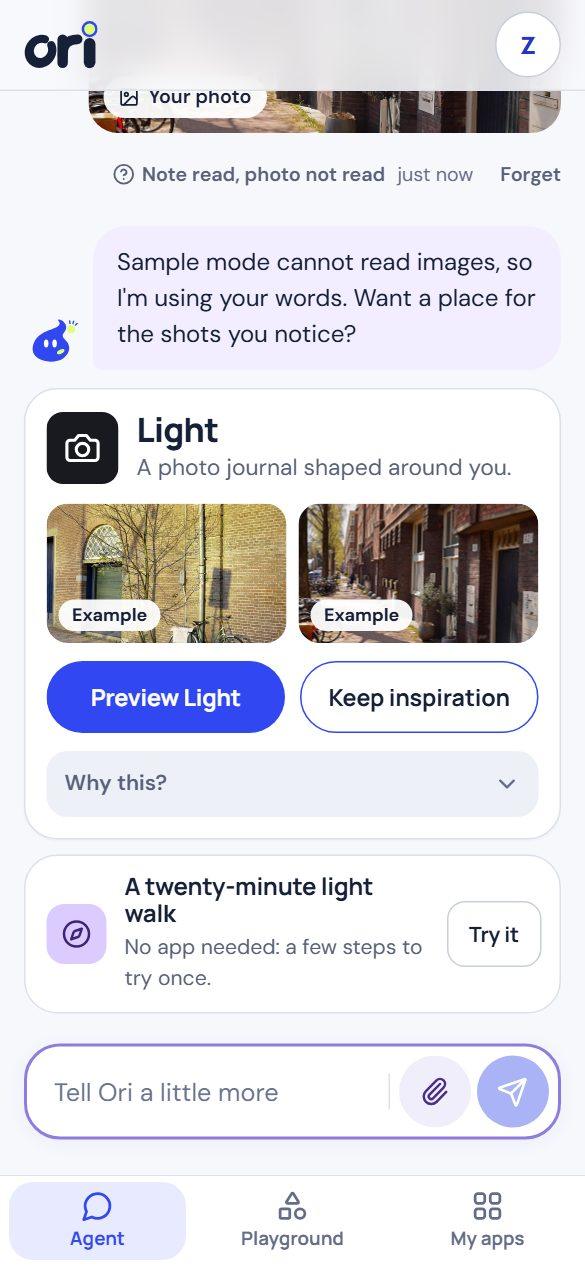 ori
Z
Your photo
Note read, photo not read just now Forget
Sample mode cannot read images, so
I'm using your words. Want a place for
the shots you notice?
Light
A photo journal shaped around you.
Example
Example
Preview Light
Keep inspiration
Why this?
A twenty-minute light
walk
No app needed: a few steps to
try once.
Try it
Tell Ori a little more
Agent
Playground
My apps